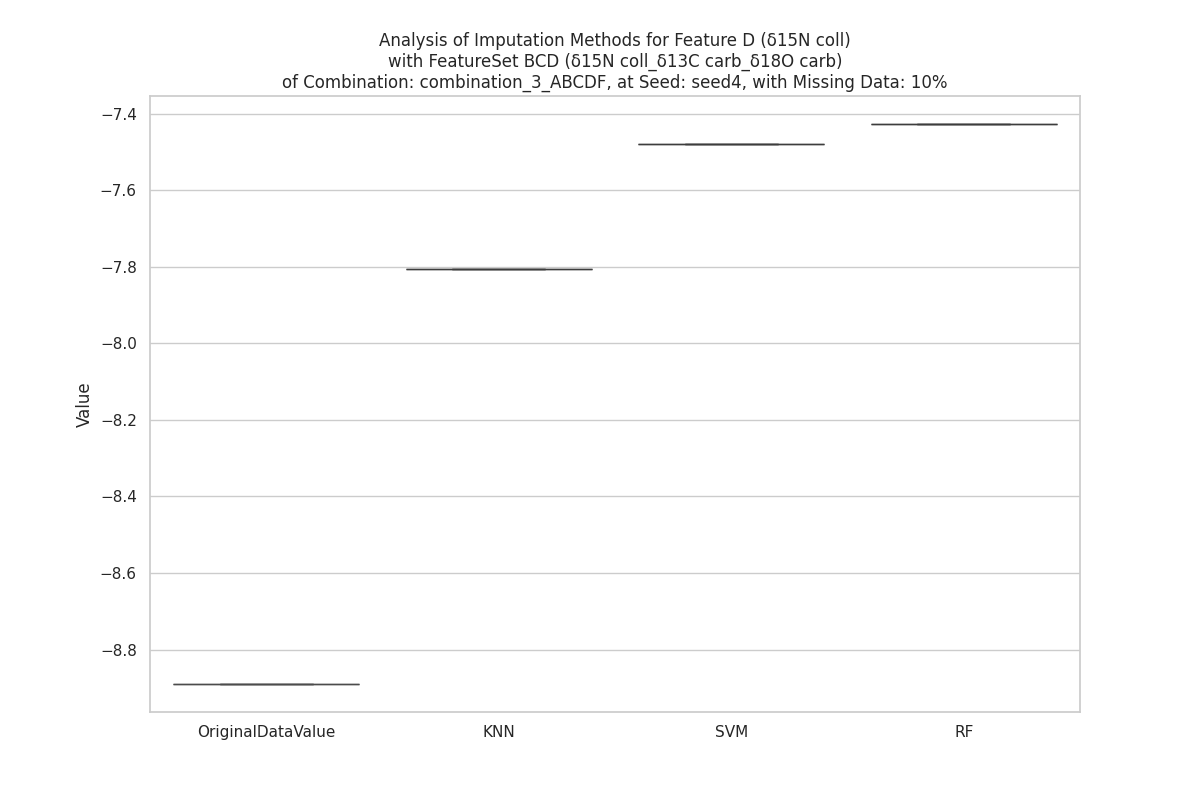 Analysis of Imputation Methods for Feature D (δ15N coll)
with FeatureSet BCD (δ15N coll_δ13C carb_δ18O carb)
of Combination: combination_3_ABCDF, at Seed: seed4, with Missing Data: 10%
−7.4
−7.6
−7.8
−8.0
−8.2
−8.4
−8.6
−8.8
Value
OriginalDataValue
KNN
SVM
RF